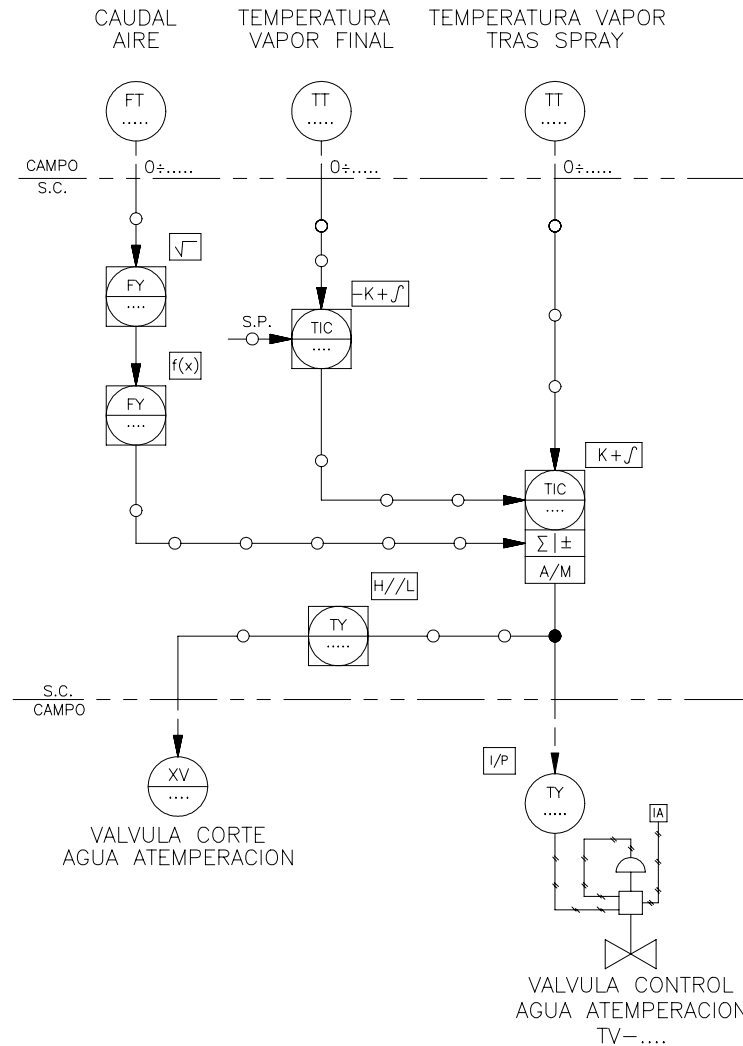 CAUDAL
AIRE
TEMPERATURA
VAPOR FINAL
TEMPERATURA VAPOR
TRAS SPRAY
FT
.....
TT
.....
TT
.....
CAMPO
S.C.
0÷.....
0÷.....
0÷.....
√
FY
....
-K+∫
S.P.
TIC
....
f(x)
FY
....
K+∫
TIC
....
Σ|±
A/M
H//L
TY
.....
S.C.
CAMPO
I/P
XV
....
TY
.....
IA
VALVULA CORTE
AGUA ATEMPERACION
VALVULA CONTROL
AGUA ATEMPERACION
TV-....